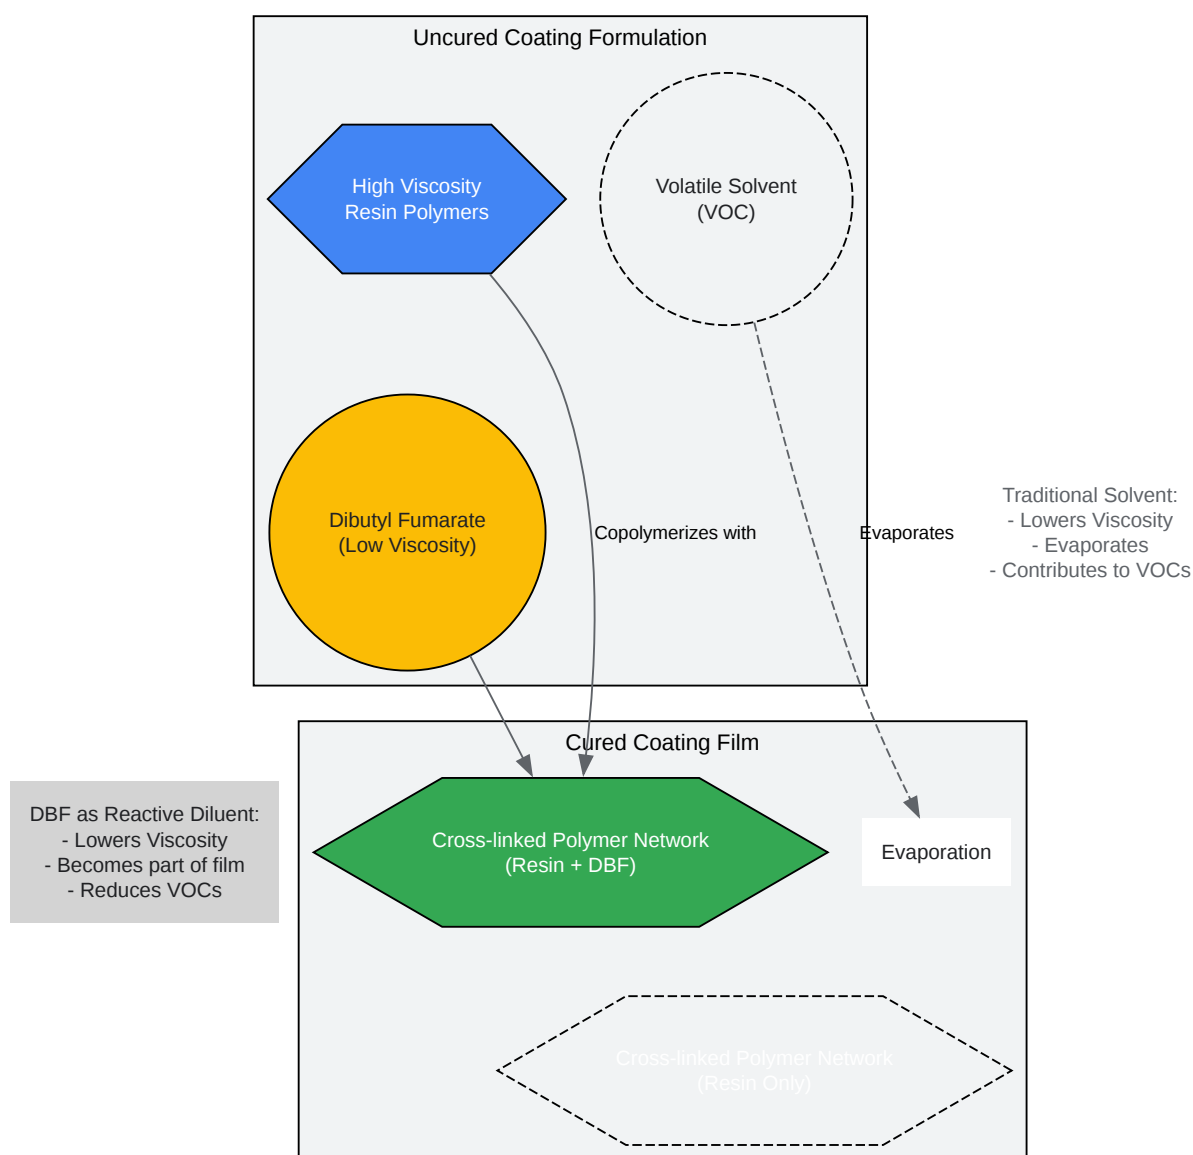 Uncured Coating Formulation
High Viscosity
Resin Polymers
Volatile Solvent
(VOC)
Dibutyl Fumarate
(Low Viscosity)
Copolymerizes with
Evaporates
Traditional Solvent:
- Lowers Viscosity
- Evaporates
- Contributes to VOCs
Cured Coating Film
DBF as Reactive Diluent:
- Lowers Viscosity
- Becomes part of film
- Reduces VOCs
Cross-linked Polymer Network
(Resin + DBF)
Evaporation
Cross-linked Polymer Network
(Resin Only)